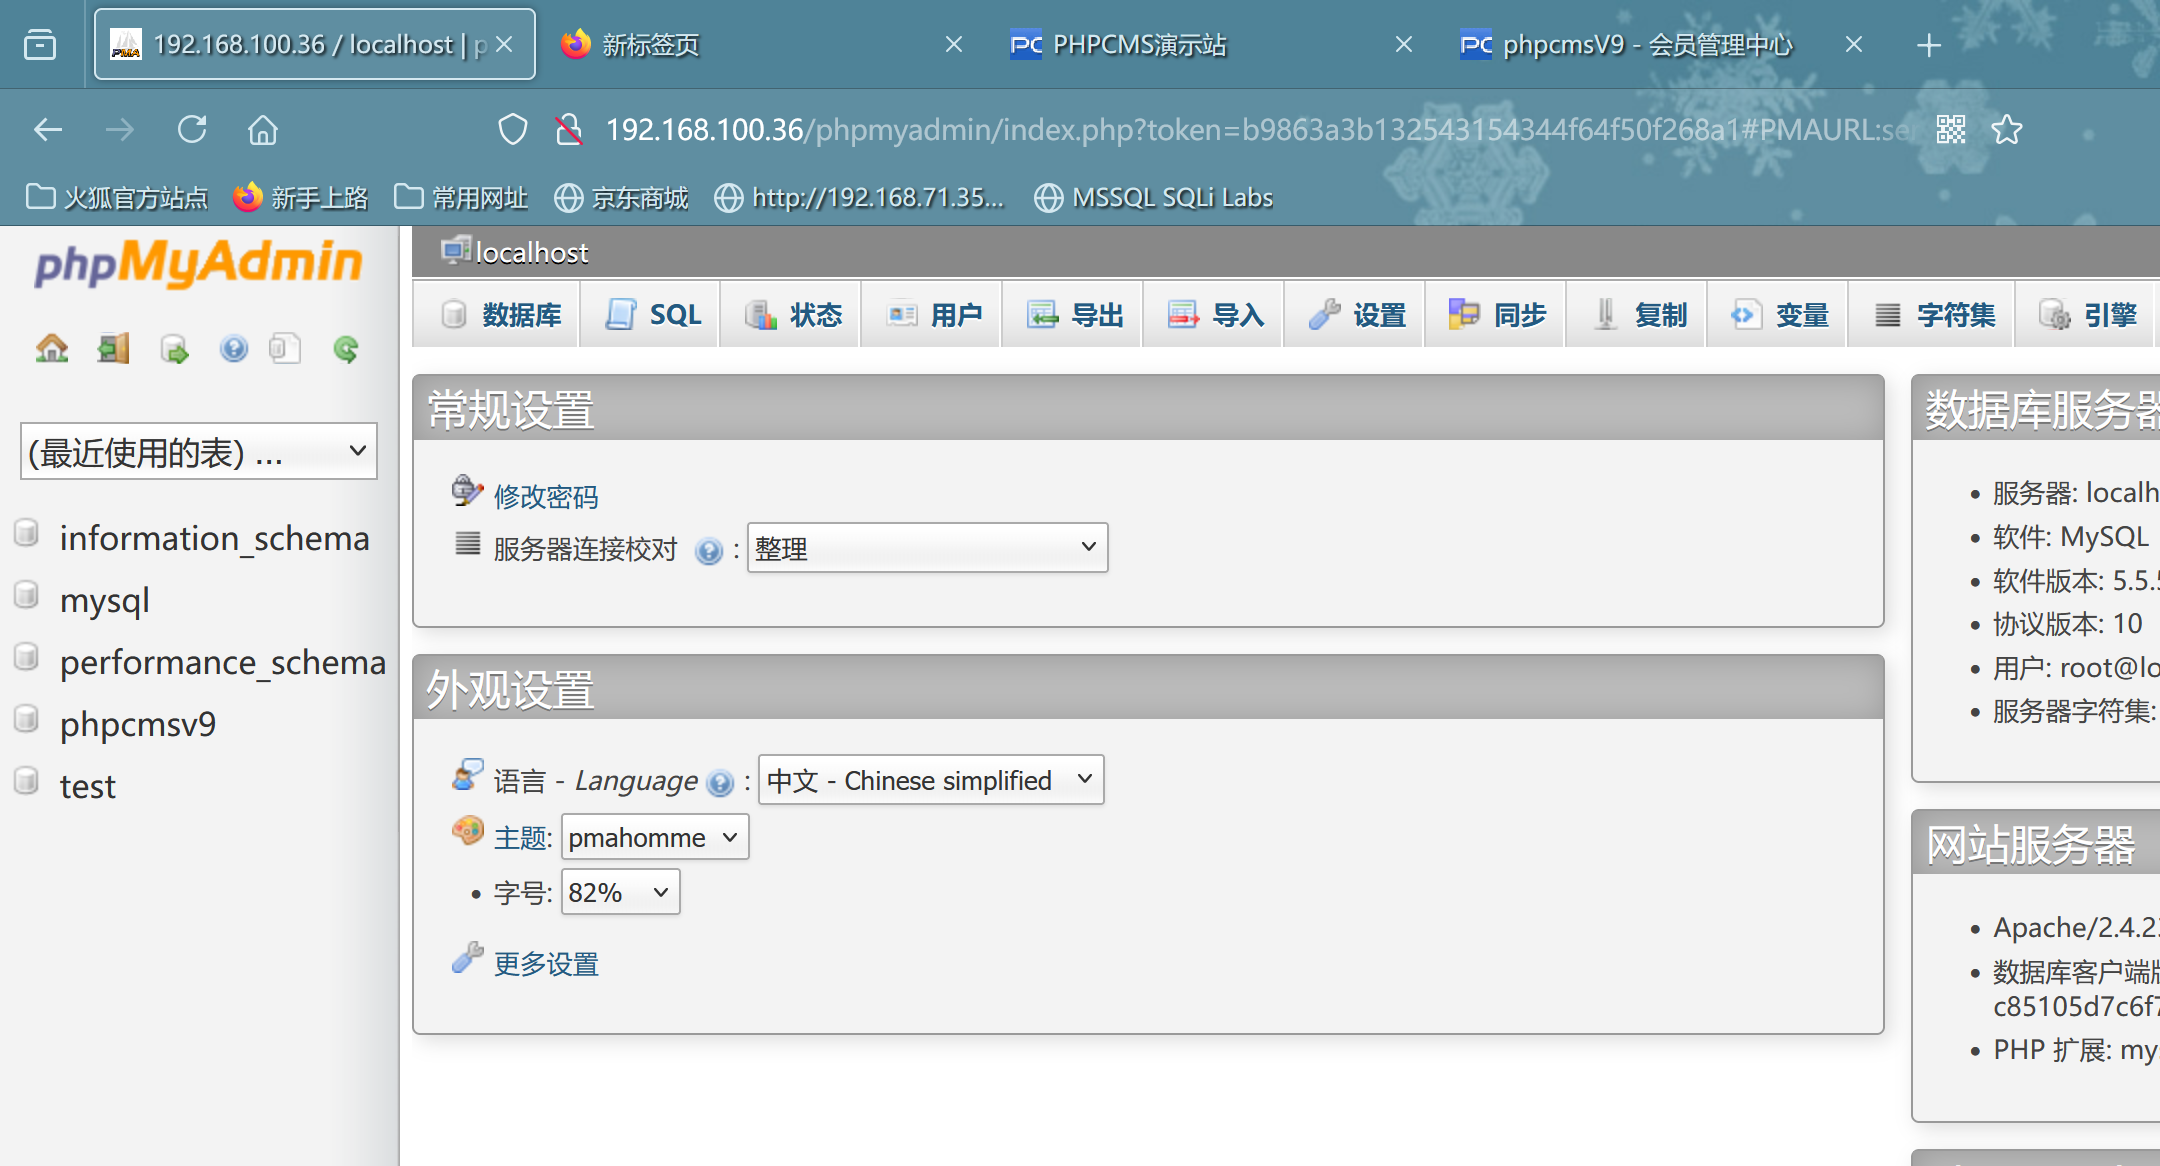 192.168.100.36 / localhost | p
新标签页
PHPCMS演示站
phpcmsV9 - 会员管理中心
192.168.100.36/phpmyadmin/index.php?token=b9863a3b132543154344f64f50f268a1#PMAURL:se
火狐官方站点 新手上路 常用网址 京东商城 http://192.168.71.35... MSSQL SQLi Labs
phpMyAdmin
(最近使用的表) ...
information_schema
mysql
performance_schema
phpcmsv9
test
localhost
数据库 SQL 状态 用户 导出 导入 设置 同步 复制 变量 字符集 引擎
常规设置
修改密码
服务器连接校对 : 整理
外观设置
语言 - Language : 中文 - Chinese simplified
主题: pmahomme
字号: 82%
更多设置
数据库服务器
服务器: localh
软件: MySQL
软件版本: 5.5.5
协议版本: 10
用户: root@lo
服务器字符集:
网站服务器
Apache/2.4.23
数据库客户端版
c85105d7c6f7
PHP 扩展: mys